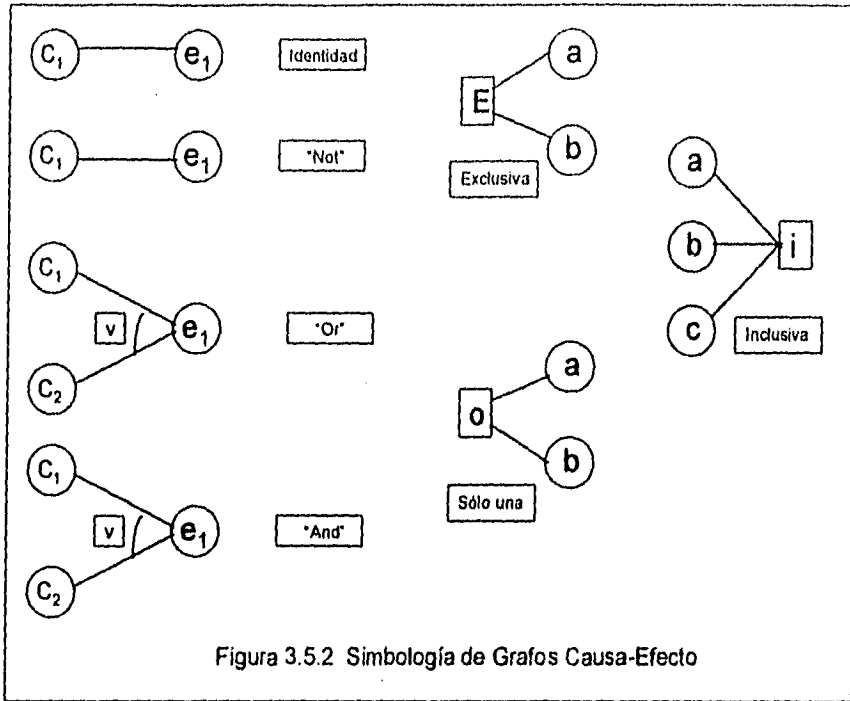 C₁ e₁ Identidad
C₁ e₁ "Not"
C₁
v e₁ "Or"
C₂
C₁
v e₁ "And"
C₂
a
E
b
Exclusiva
a
o
b
Sólo una
a
b i
c
Inclusiva
Figura 3.5.2 Simbología de Grafos Causa-Efecto